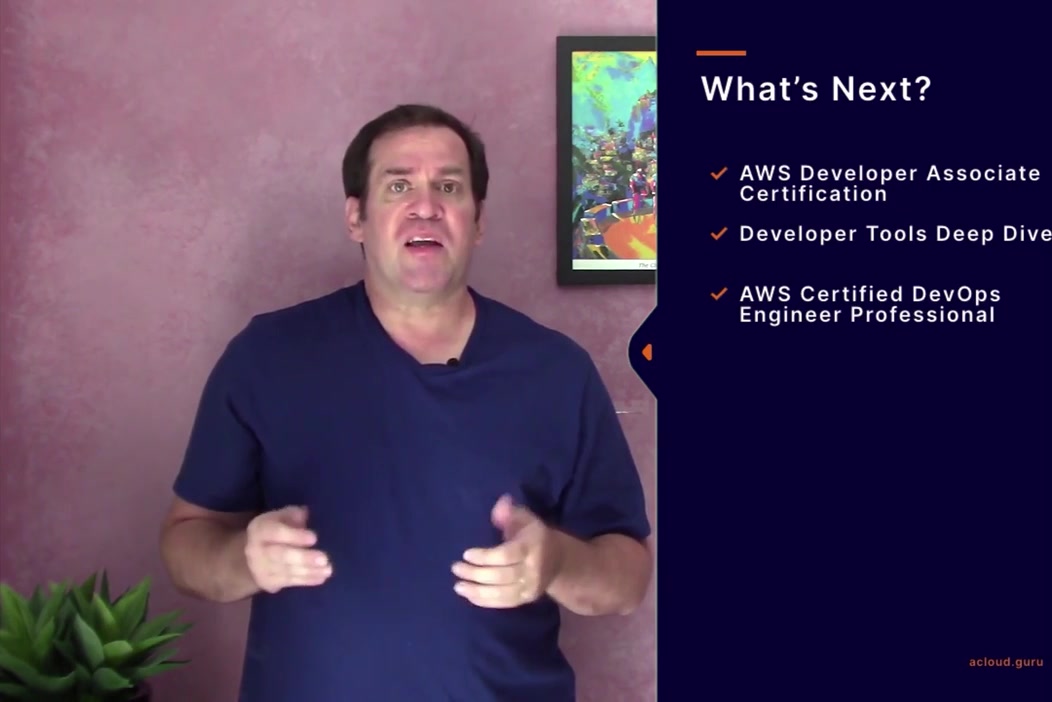 What’s Next?
AWS Developer Associate
Certification
Developer Tools Deep Dive
AWS Certified DevOps
Engineer Professional
acloud.guru